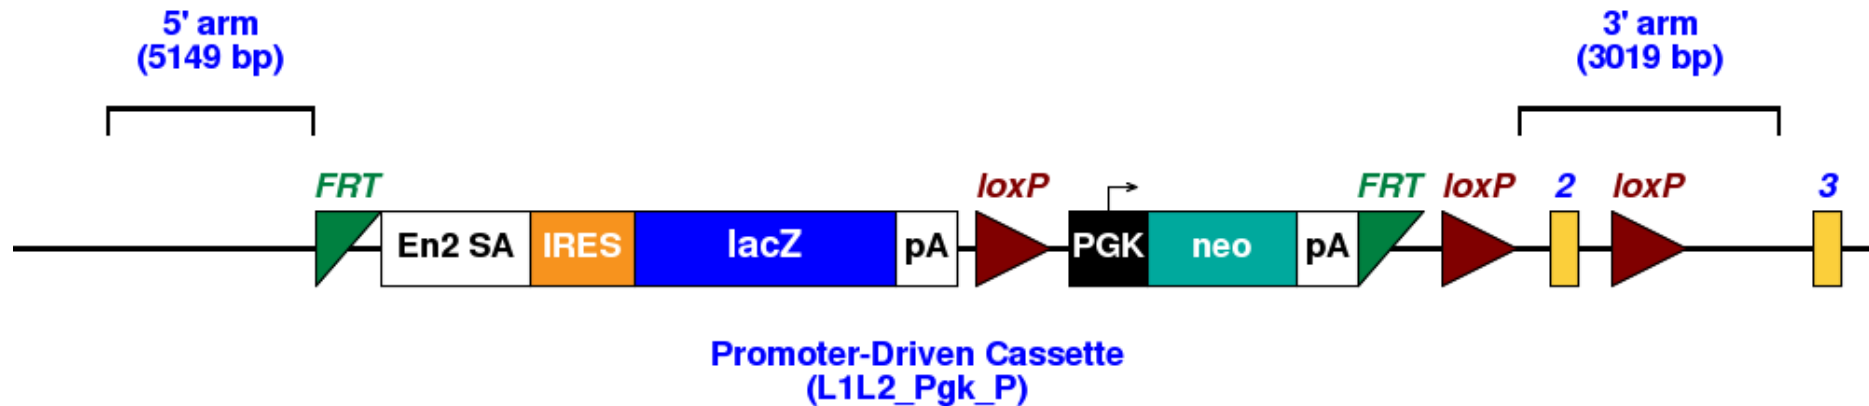 5' arm
(5149 bp)
3' arm
(3019 bp)
FRT
loxP
FRT
loxP
2
loxP
3
En2 SA
IRES
lacZ
pA
PGK
neo
pA
Promoter-Driven Cassette
(L1L2_Pgk_P)